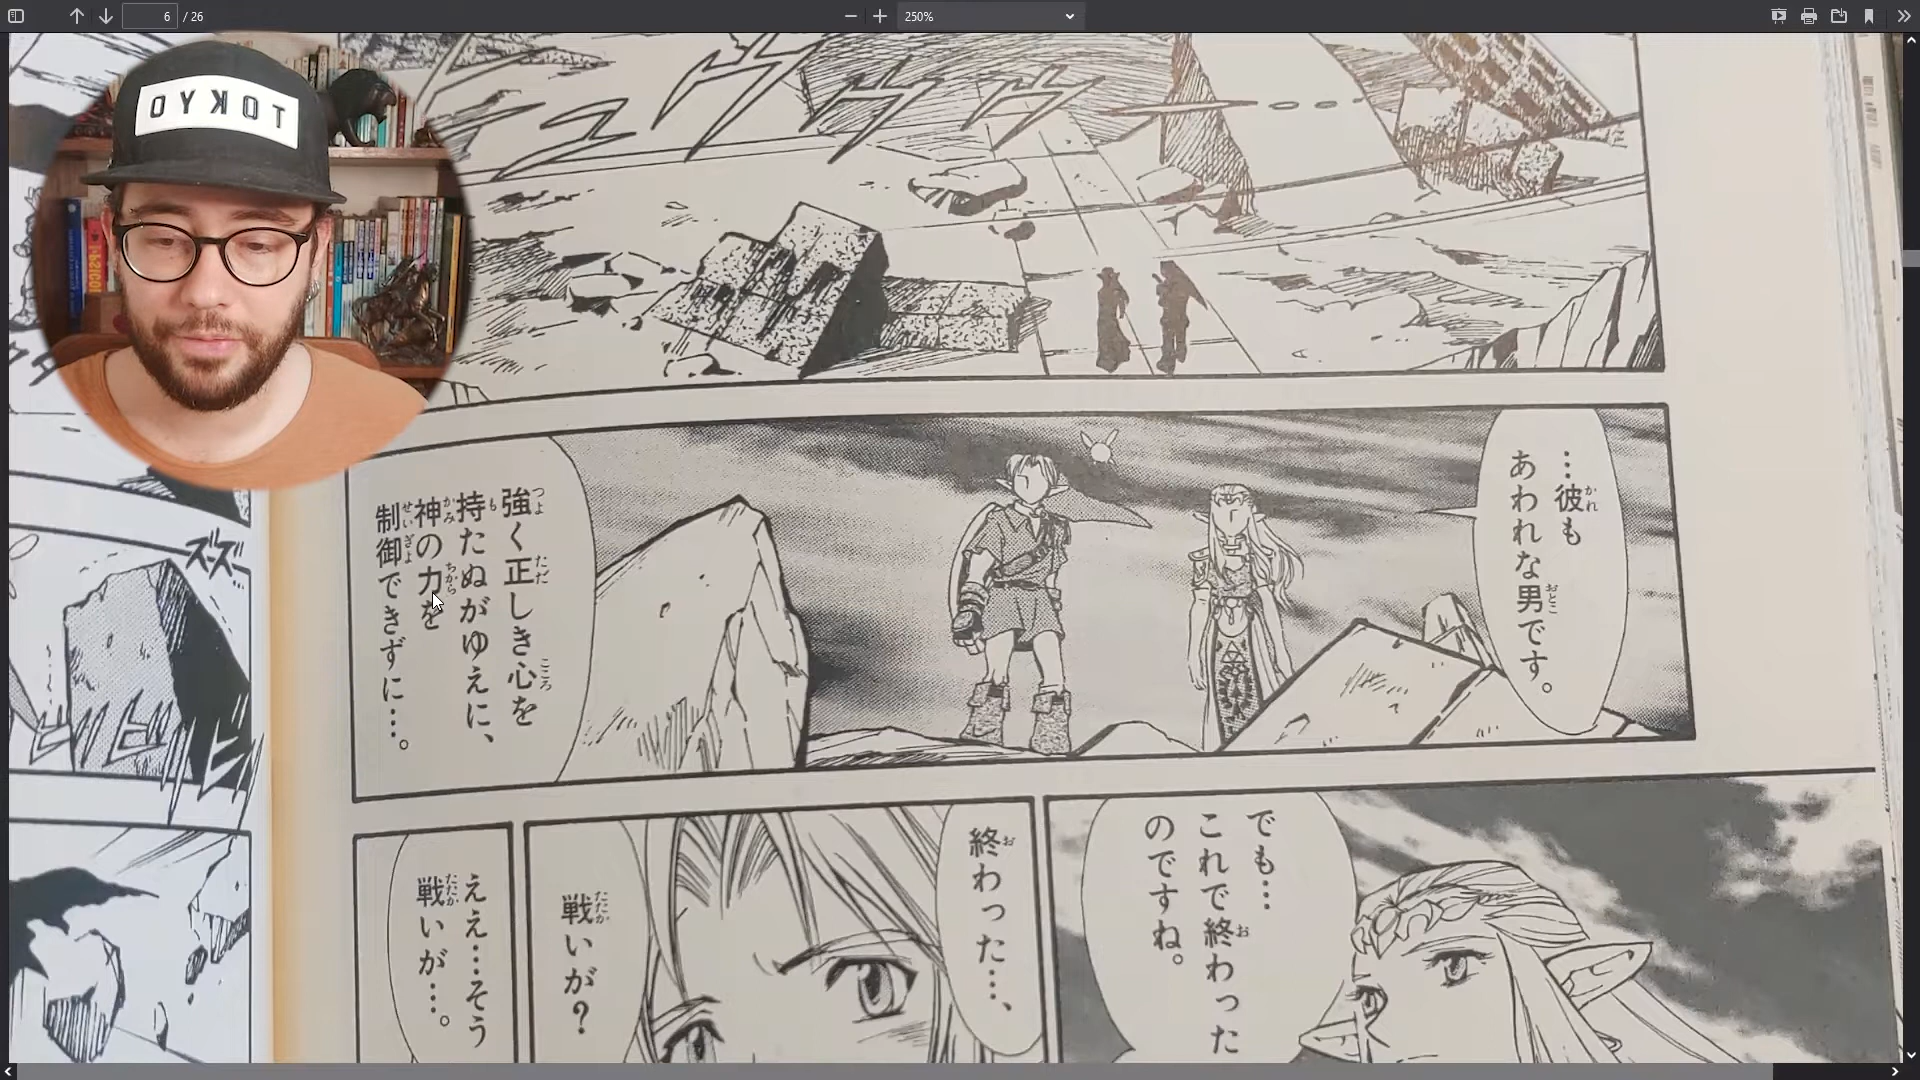 6 / 26
250%
TOKYO
…彼も
あわれな男です。
強く正しき心を
持たぬがゆえに、
神の力を
制御できずに…。
でも…
これで終わった
のですね。
終わった…、
戦いが?
ええ…そう
戦いが…。
ズズ